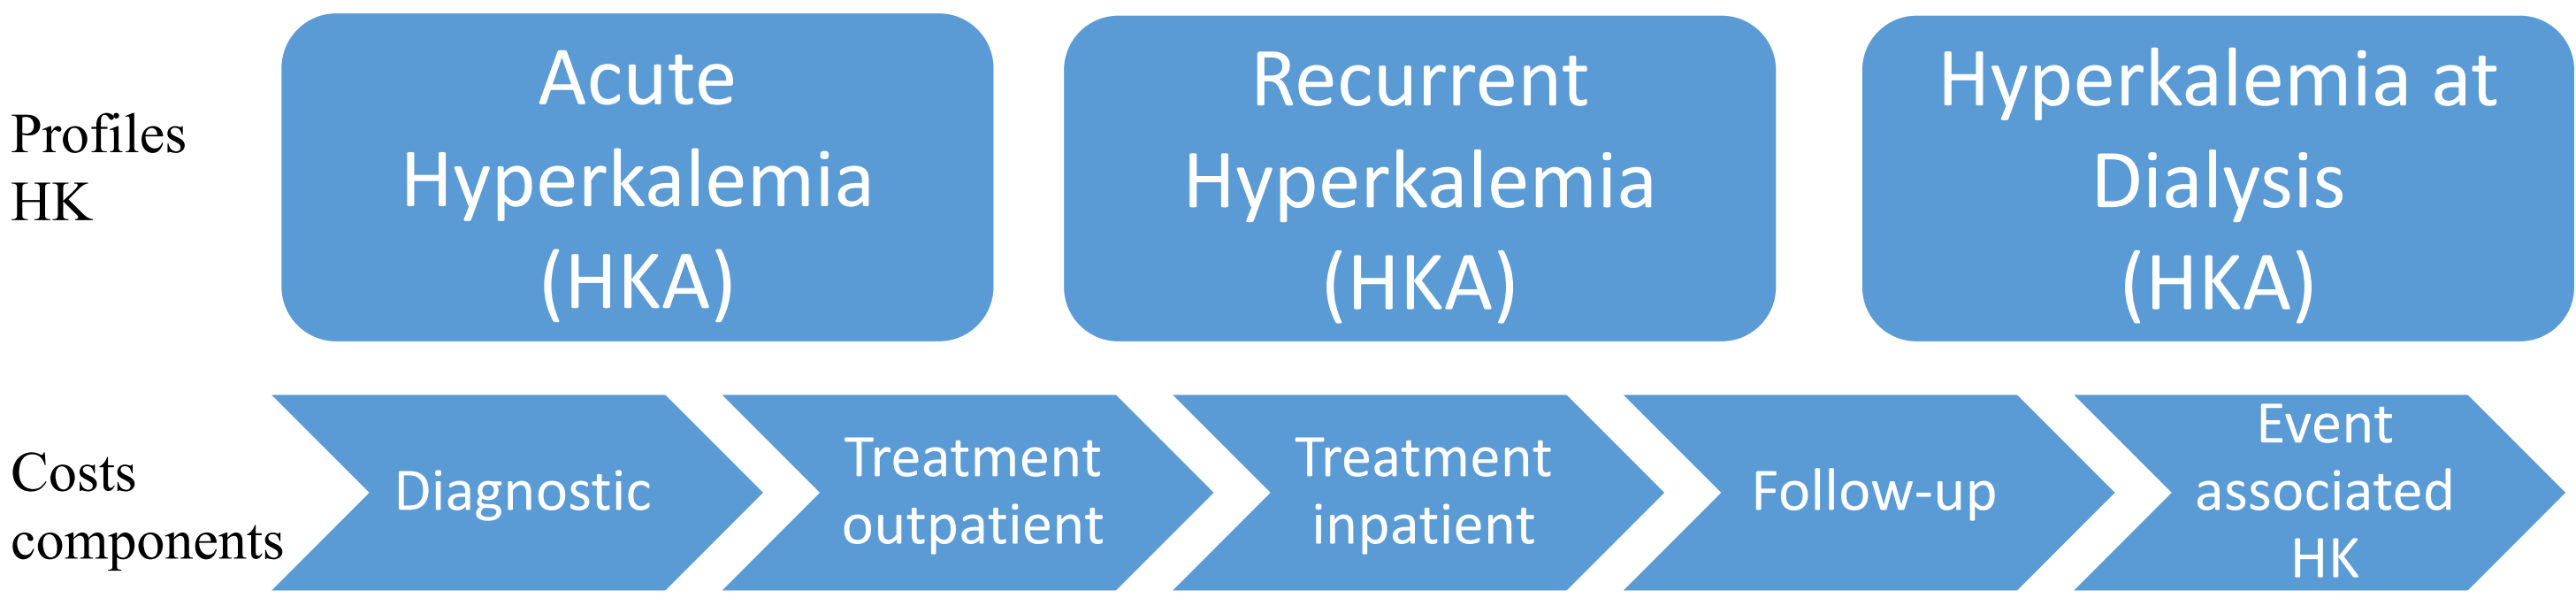 Profiles
HK
Acute
Hyperkalemia
(HKA)
Recurrent
Hyperkalemia
(HKA)
Hyperkalemia at
Dialysis
(HKA)
Costs
components
Diagnostic
Treatment
outpatient
Treatment
inpatient
Follow-up
Event
associated
HK